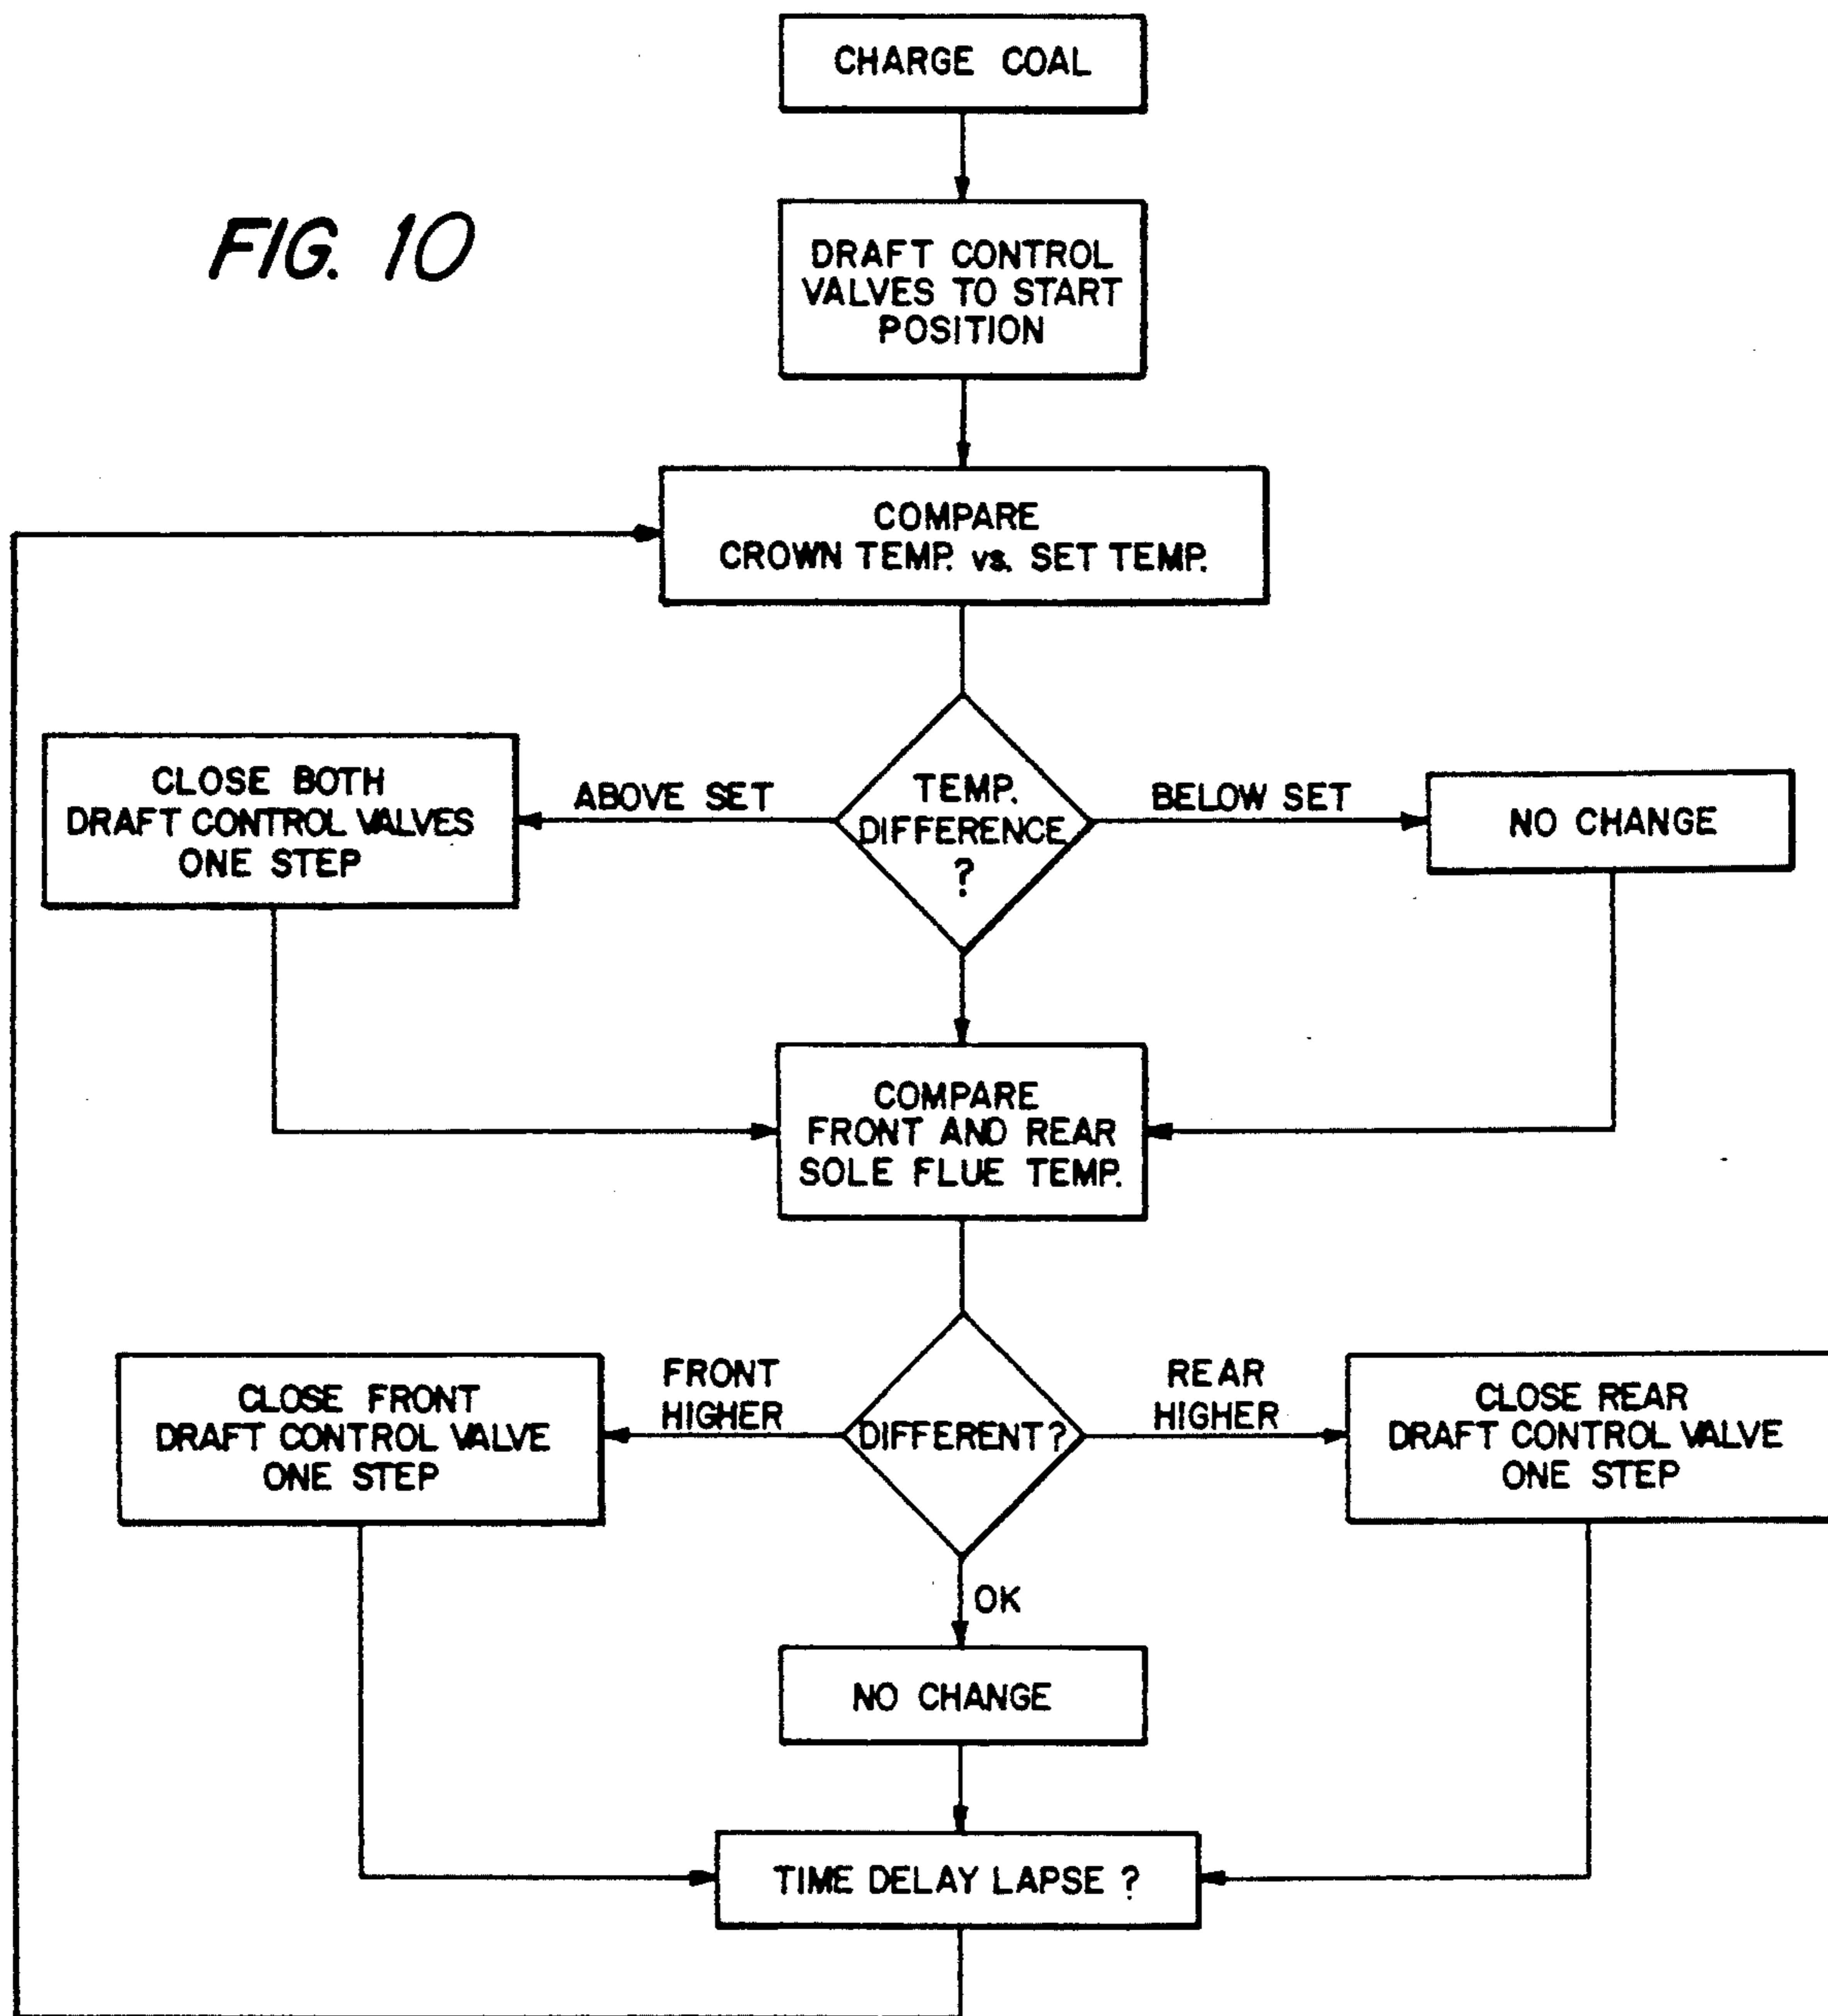 FIG. 10
CHARGE COAL
DRAFT CONTROL
VALVES TO START
POSITION
COMPARE
CROWN TEMP. vs. SET TEMP.
CLOSE BOTH
DRAFT CONTROL VALVES
ONE STEP
ABOVE SET
TEMP.
DIFFERENCE
?
BELOW SET
NO CHANGE
COMPARE
FRONT AND REAR
SOLE FLUE TEMP.
CLOSE FRONT
DRAFT CONTROL VALVE
ONE STEP
FRONT
HIGHER
DIFFERENT?
REAR
HIGHER
CLOSE REAR
DRAFT CONTROL VALVE
ONE STEP
OK
NO CHANGE
TIME DELAY LAPSE ?